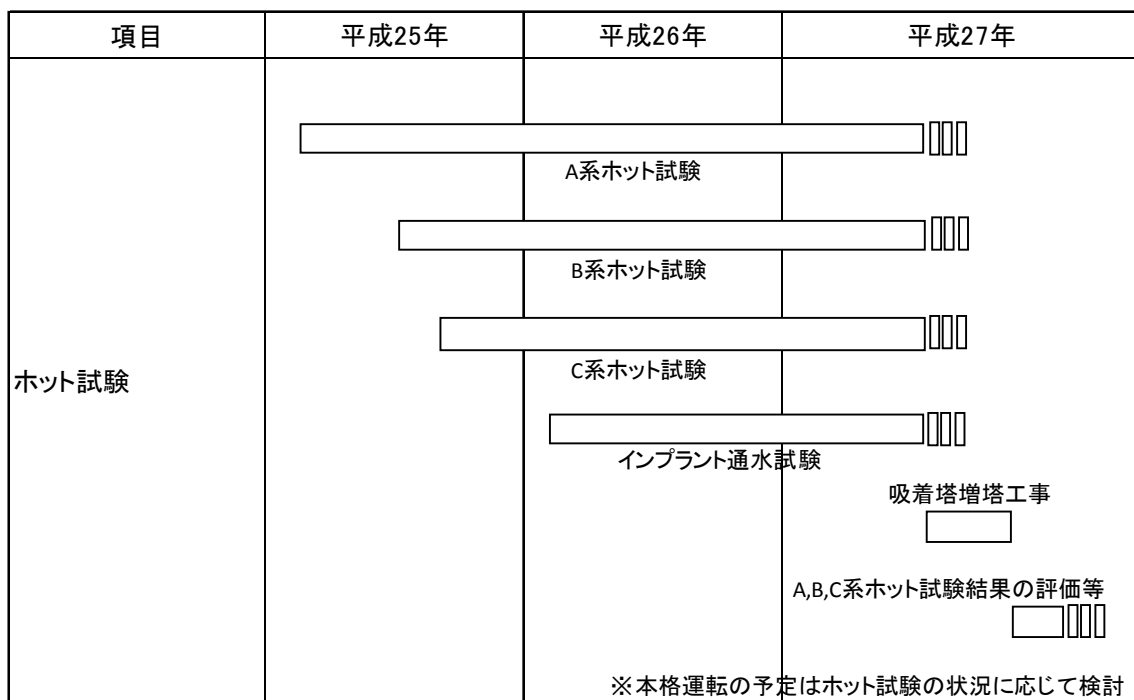 項目
平成25年
平成26年
平成27年
ホット試験
A系ホット試験
B系ホット試験
C系ホット試験
インプラント通水試験
吸着塔増塔工事
A,B,C系ホット試験結果の評価等
※本格運転の予定はホット試験の状況に応じて検討